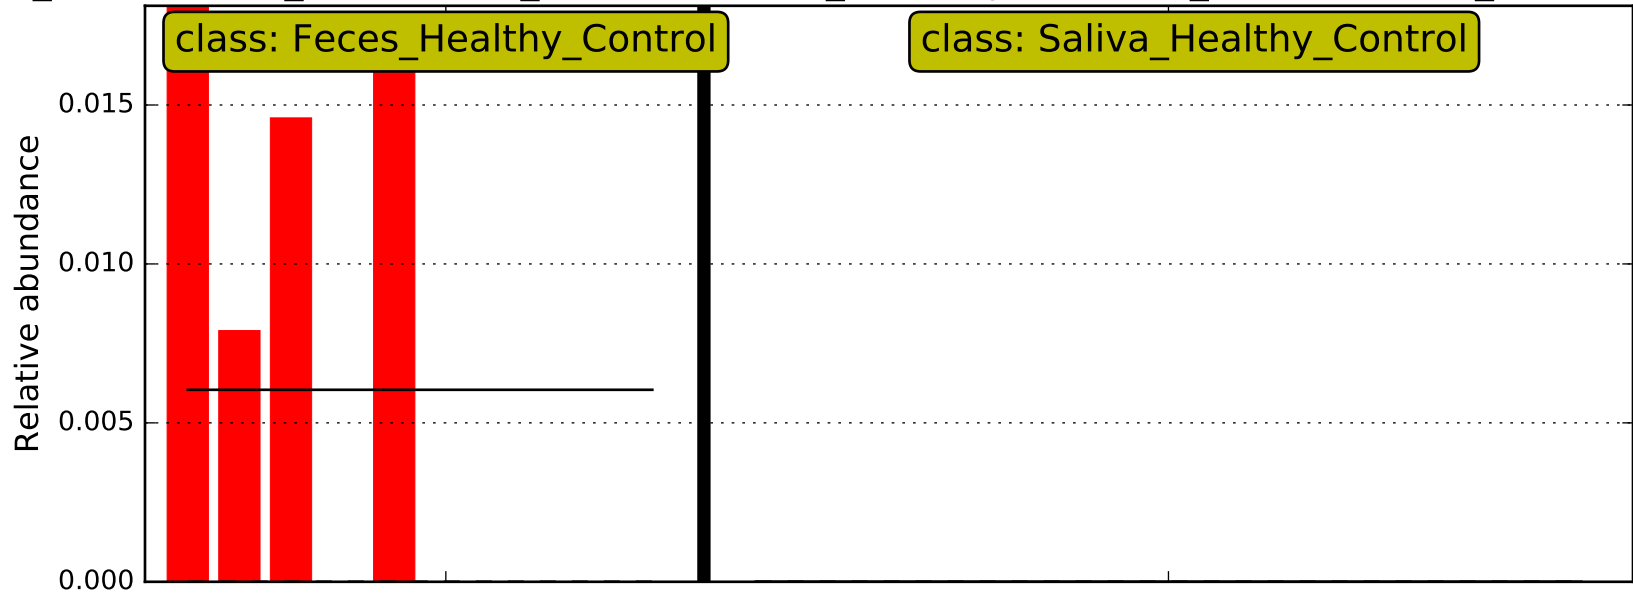 class: Feces_Healthy_Control
class: Saliva_Healthy_Control
0.015
0.010
0.005
0.000
Relative abundance